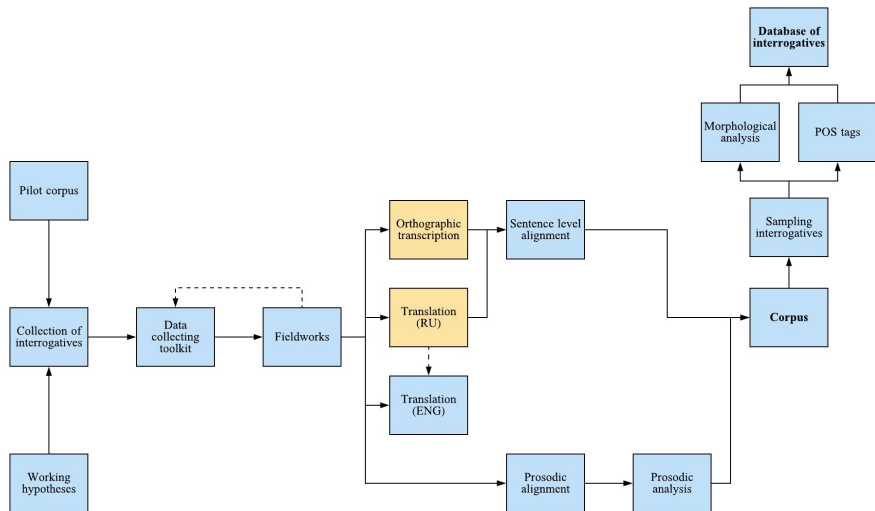 Database of
interrogatives
Morphological
analysis
POS tags
Pilot corpus
Orthographic
transcription
Sentence level
alignment
Sampling
interrogatives
Collection of
interrogatives
Data
collecting
toolkit
Fieldworks
Translation
(RU)
Corpus
Translation
(ENG)
Working
hypotheses
Prosodic
alignment
Prosodic
analysis